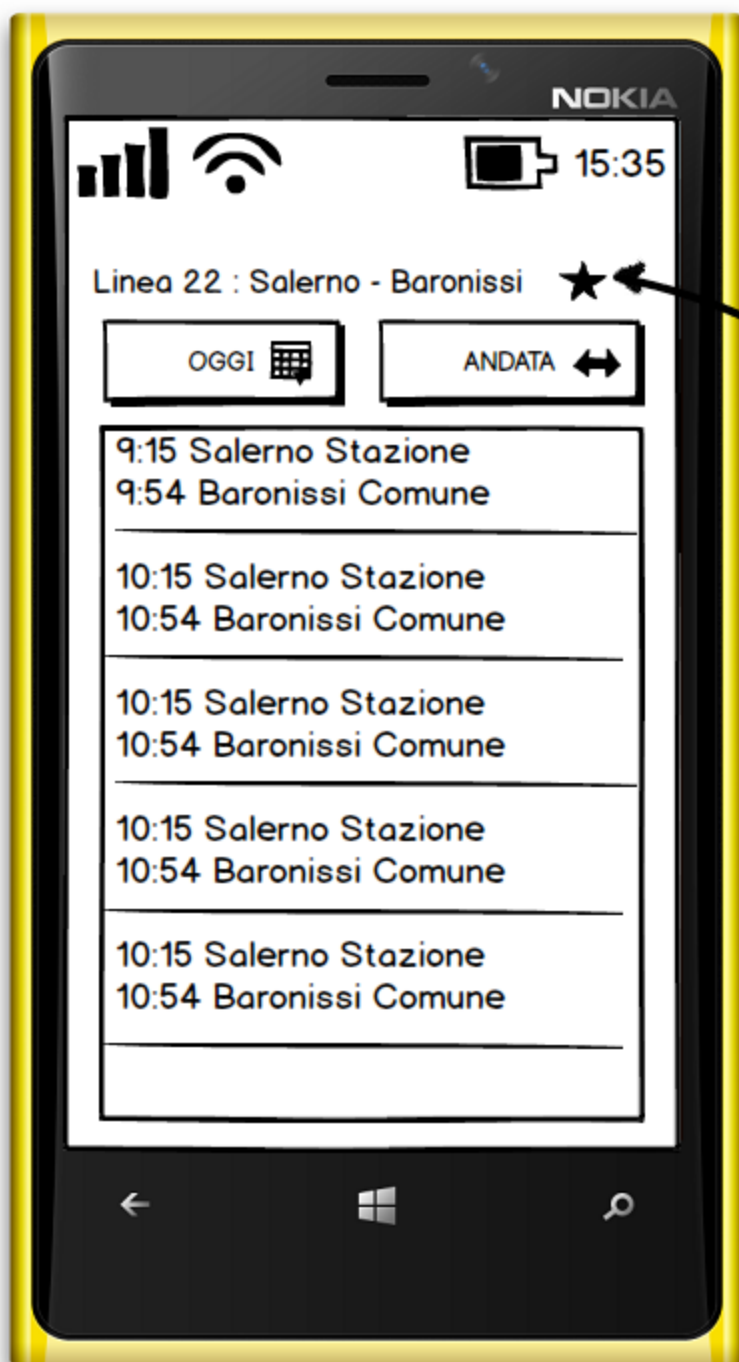 NOKIA
15:35
Linea 22 : Salerno - Baronissi
OGGI
ANDATA
9:15 Salerno Stazione
9:54 Baronissi Comune
10:15 Salerno Stazione
10:54 Baronissi Comune
10:15 Salerno Stazione
10:54 Baronissi Comune
10:15 Salerno Stazione
10:54 Baronissi Comune
10:15 Salerno Stazione
10:54 Baronissi Comune